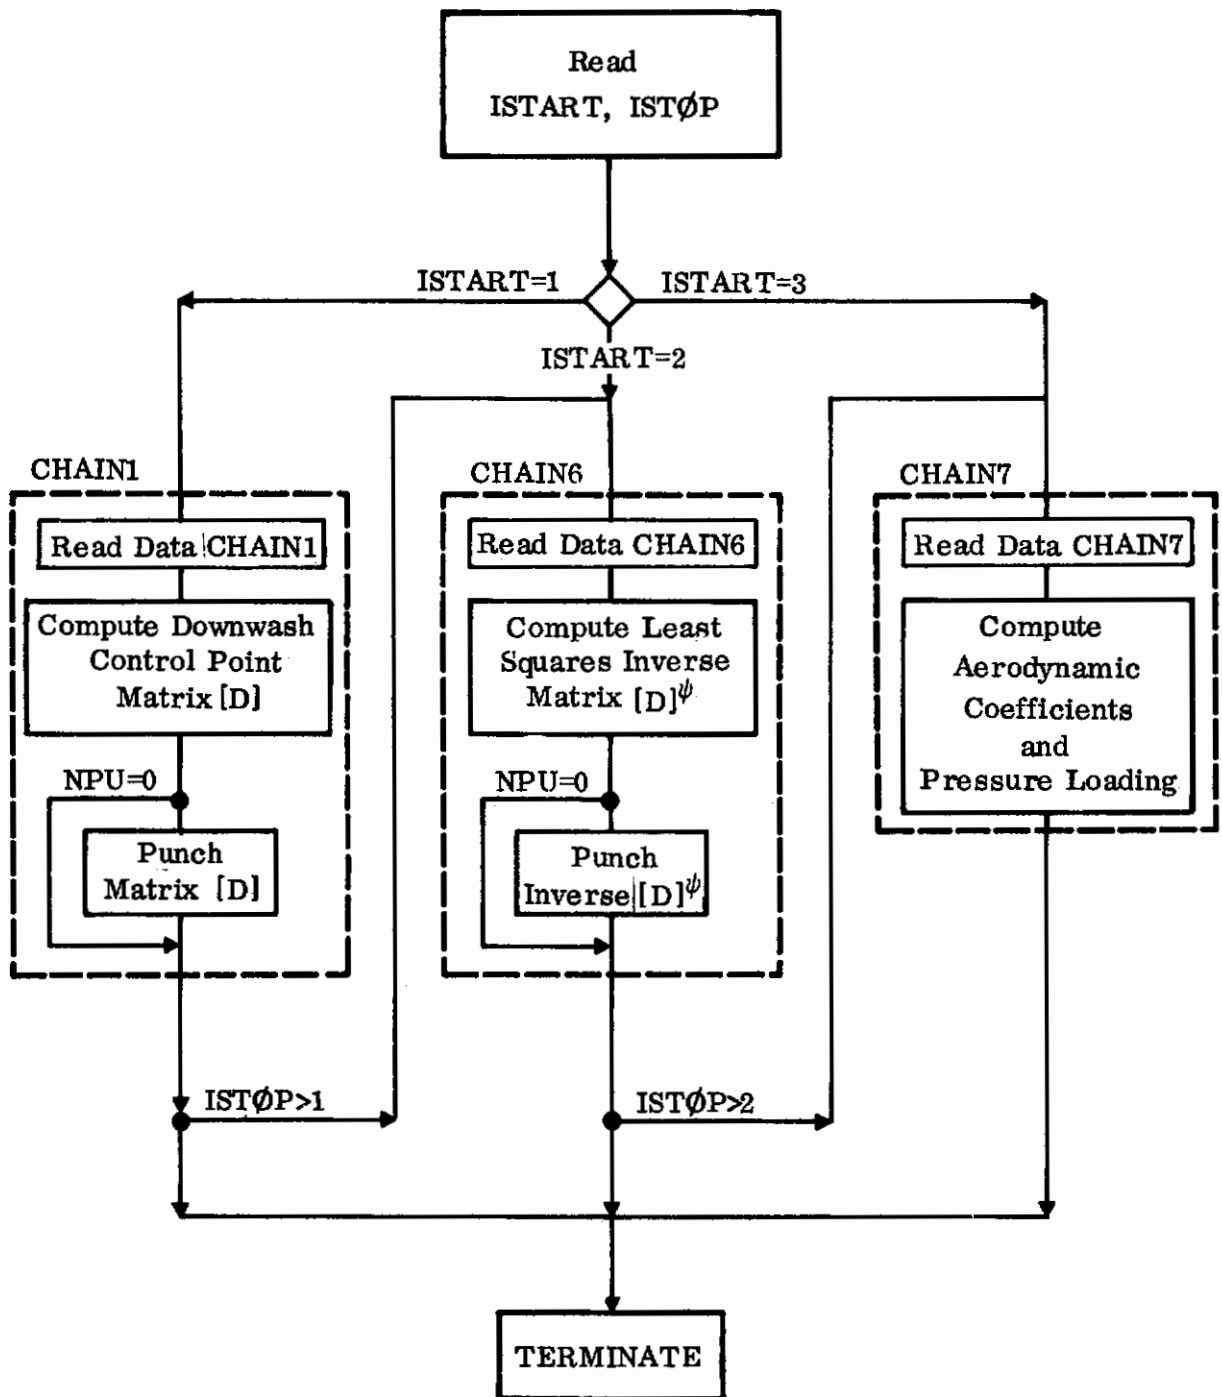 Read
ISTART, ISTØP
ISTART=1
ISTART=3
ISTART=2
CHAIN1
Read Data CHAIN1
Compute Downwash
Control Point
Matrix [D]
NPU=0
Punch
Matrix [D]
ISTØP>1
CHAIN6
Read Data CHAIN6
Compute Least
Squares Inverse
Matrix [D]ψ
NPU=0
Punch
Inverse [D]ψ
ISTØP>2
CHAIN7
Read Data CHAIN7
Compute
Aerodynamic
Coefficients
and
Pressure Loading
TERMINATE